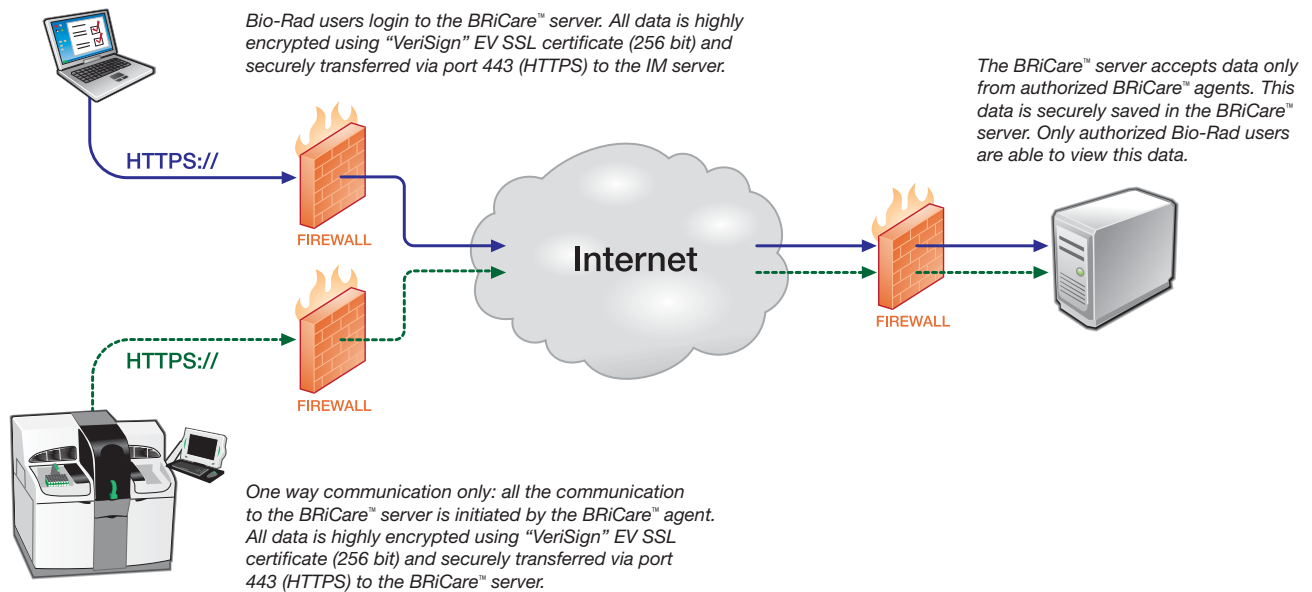 Bio-Rad users login to the BRiCare™ server. All data is highly
encrypted using “VeriSign” EV SSL certificate (256 bit) and
securely transferred via port 443 (HTTPS) to the IM server.
The BRiCare™ server accepts data only
from authorized BRiCare™ agents. This
data is securely saved in the BRiCare™
server. Only authorized Bio-Rad users
are able to view this data.
HTTPS://
FIREWALL
Internet
FIREWALL
HTTPS://
FIREWALL
One way communication only: all the communication
to the BRiCare™ server is initiated by the BRiCare™ agent.
All data is highly encrypted using “VeriSign” EV SSL
certificate (256 bit) and securely transferred via port
443 (HTTPS) to the BRiCare™ server.